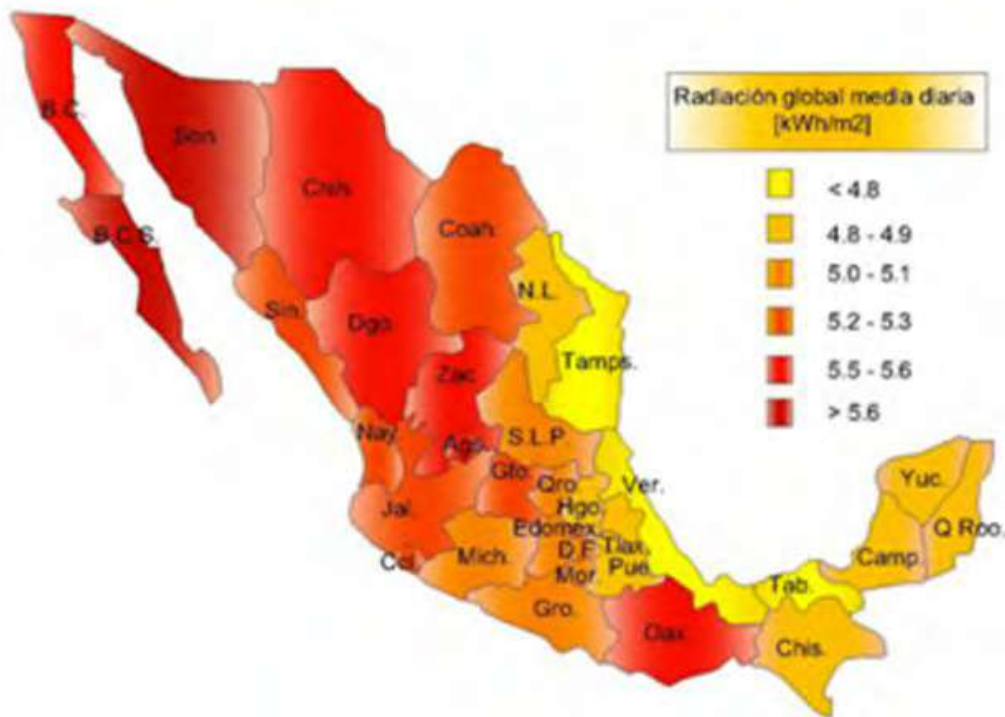 Radiación global media diaria
[kWh/m2]
< 4.8
4.8 - 4.9
5.0 - 5.1
5.2 - 5.3
5.5 - 5.6
> 5.6
B.C.
Son.
Chih.
B.C.S.
Coah.
Sin.
N.L.
Dgo.
Tamps.
Zac.
Nay.
Ags.
S.L.P.
Gto.
Qro.
Ver.
Yuc.
Hgo.
Jal.
Edomex.
Q Roo.
Col.
Mich.
D.F.
Tlax.
Camp.
Mor.
Pue.
Tab.
Gro.
Oax.
Chis.